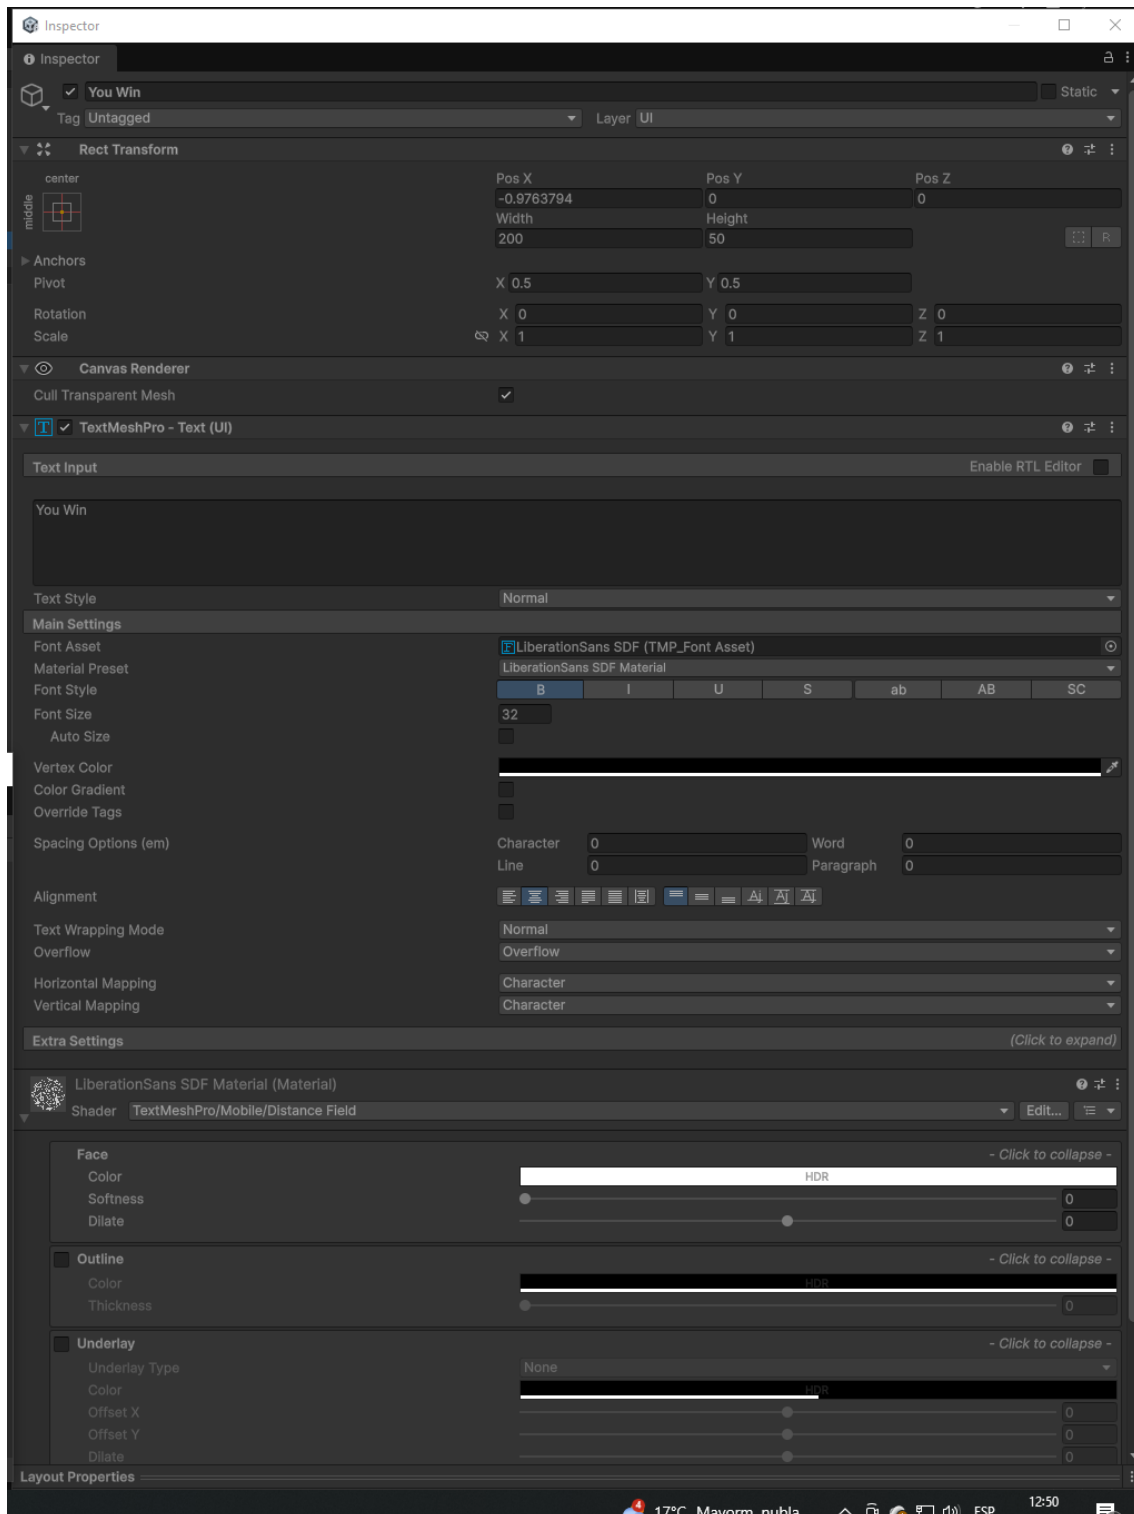 Inspector
Inspector
You Win Static
Tag Untagged Layer UI
Rect Transform
center
middle
Pos X Pos Y Pos Z
-0.9763794 0 0
Width Height
200 50
R
Anchors
Pivot X 0.5 Y 0.5
Rotation X 0 Y 0 Z 0
Scale X 1 Y 1 Z 1
Canvas Renderer
Cull Transparent Mesh
TextMeshPro - Text (UI)
Text Input Enable RTL Editor
You Win
Text Style Normal
Main Settings
Font Asset LiberationSans SDF (TMP_Font Asset)
Material Preset LiberationSans SDF Material
Font Style B I U S ab AB SC
Font Size 32
Auto Size
Vertex Color
Color Gradient
Override Tags
Spacing Options (em) Character 0 Word 0
Line 0 Paragraph 0
Alignment
Text Wrapping Mode Normal
Overflow Overflow
Horizontal Mapping Character
Vertical Mapping Character
Extra Settings (Click to expand)
LiberationSans SDF Material (Material)
Shader TextMeshPro/Mobile/Distance Field Edit...
Face - Click to collapse -
Color HDR
Softness 0
Dilate 0
Outline - Click to collapse -
Color HDR
Thickness 0
Underlay - Click to collapse -
Underlay Type None
Color HDR
Offset X 0
Offset Y 0
Dilate 0
Layout Properties
4 17°C Mayorm. nubla ESP 12:50